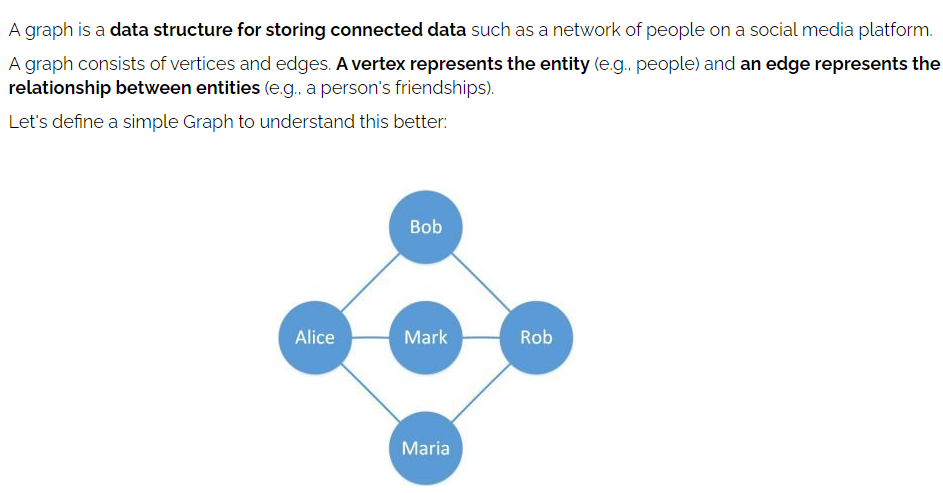 A graph is a data structure for storing connected data such as a network of people on a social media platform.
A graph consists of vertices and edges. A vertex represents the entity (e.g., people) and an edge represents the
relationship between entities (e.g., a person's friendships).
Let's define a simple Graph to understand this better:
Bob
Alice
Mark
Rob
Maria